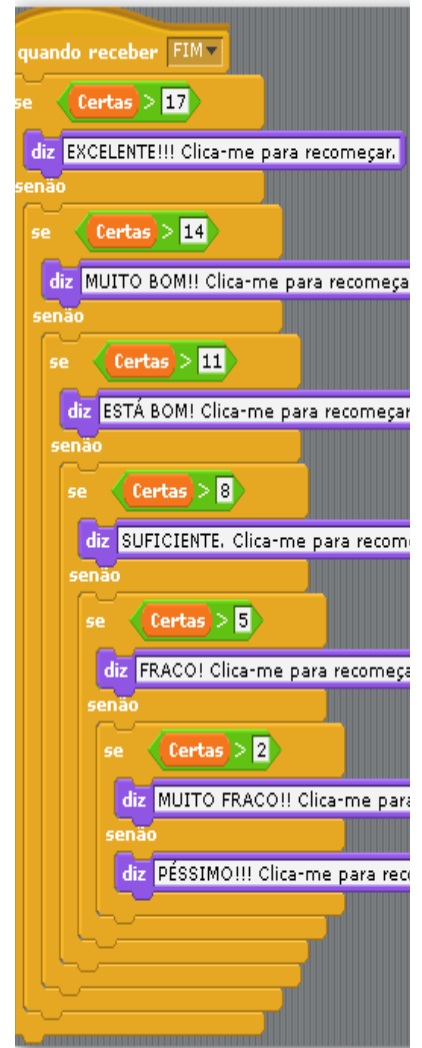 quando receber FIM
se Certas > 17
diz EXCELENTE!!! Clica-me para recomeçar.
senão
se Certas > 14
diz MUITO BOM!! Clica-me para recomeça
senão
se Certas > 11
diz ESTÁ BOM! Clica-me para recomeçar
senão
se Certas > 8
diz SUFICIENTE. Clica-me para recom
senão
se Certas > 5
diz FRACO! Clica-me para recomeça
senão
se Certas > 2
diz MUITO FRACO!! Clica-me para
senão
diz PÉSSIMO!!! Clica-me para rec